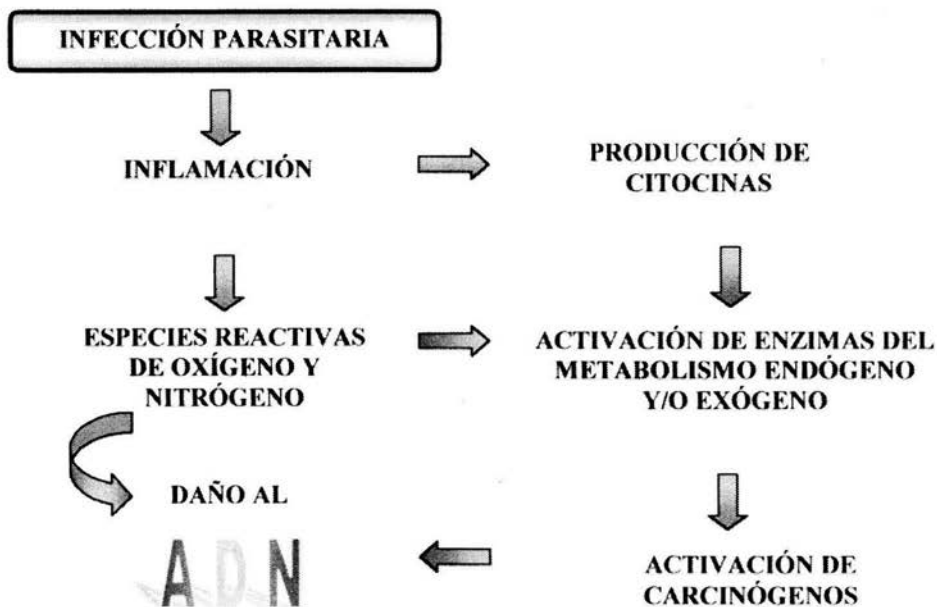 INFECCIÓN PARASITARIA
INFLAMACIÓN
PRODUCCIÓN DE
CITOCINAS
ESPECIES REACTIVAS
DE OXÍGENO Y
NITRÓGENO
ACTIVACIÓN DE ENZIMAS DEL
METABOLISMO ENDÓGENO
Y/O EXÓGENO
DAÑO AL
ADN
ACTIVACIÓN DE
CARCINÓGENOS